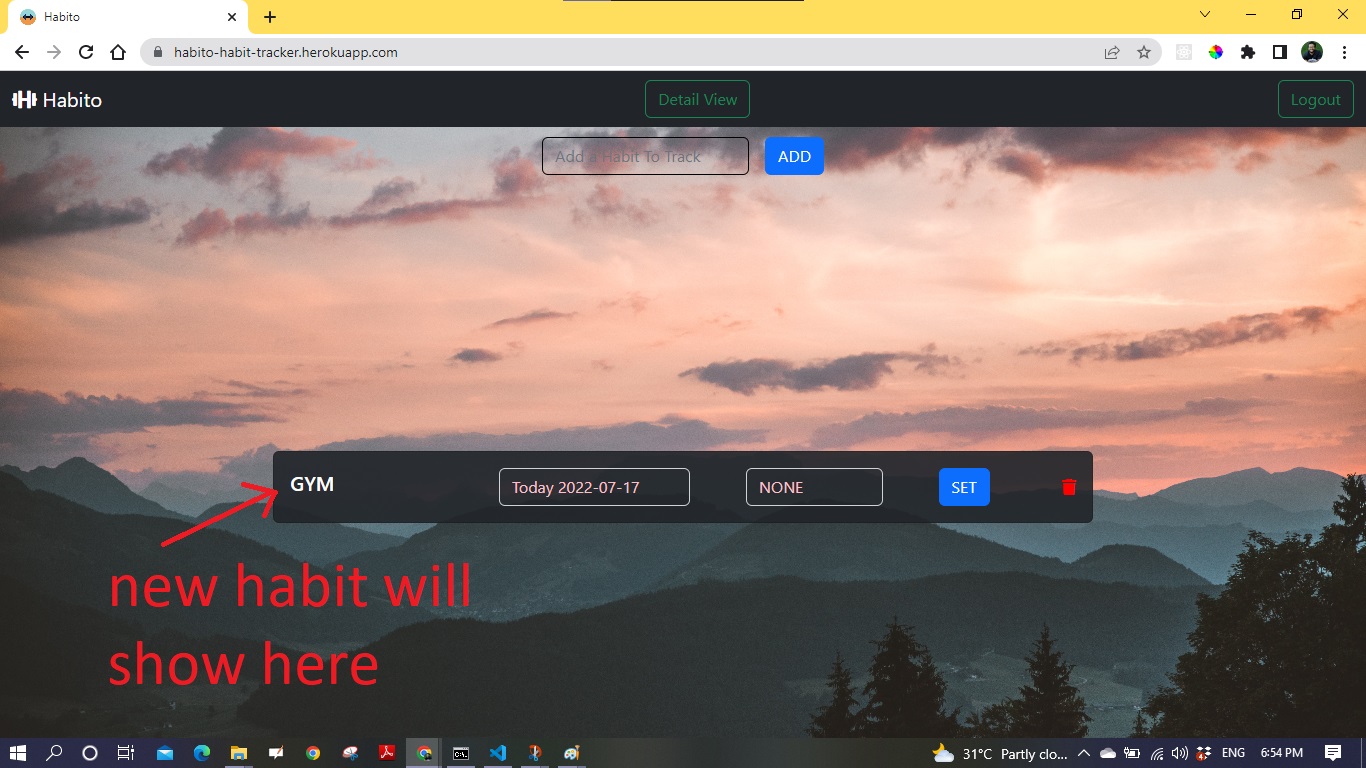 Habito
habito-habit-tracker.herokuapp.com
Habito
Detail View
Logout
Add a Habit To Track
ADD
GYM
Today 2022-07-17
NONE
SET
new habit will
show here
31°C Partly clo...
ENG
6:54 PM